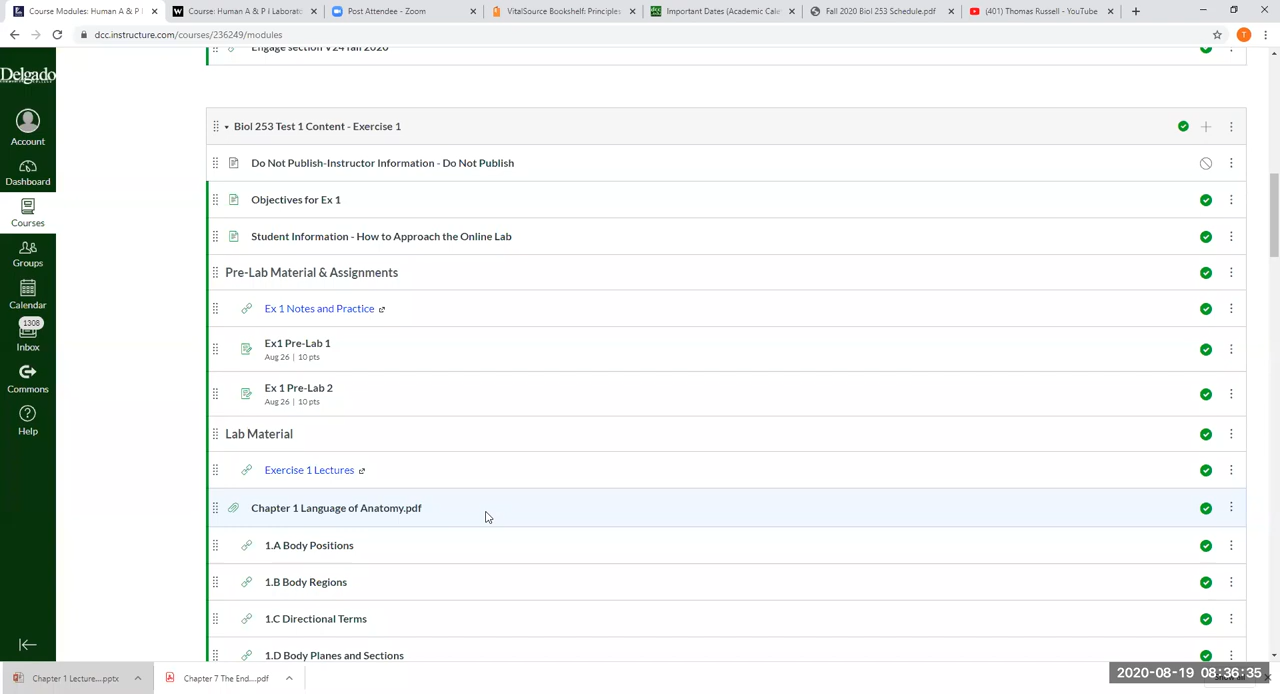 Course Modules: Human A & P I
Course: Human A & P I Laborato
Post Attendee - Zoom
VitalSource Bookshelf: Principles
Important Dates (Academic Cale
Fall 2020 Biol 253 Schedule.pdf
(401) Thomas Russell - YouTube
dcc.instructure.com/courses/236249/modules
T
Delgado
Engage section V24 fall 2020
Biol 253 Test 1 Content - Exercise 1
Account
Do Not Publish-Instructor Information - Do Not Publish
Dashboard
Objectives for Ex 1
Courses
Student Information - How to Approach the Online Lab
Groups
Pre-Lab Material & Assignments
Calendar
Ex 1 Notes and Practice
1308
Inbox
Ex1 Pre-Lab 1
Aug 26 | 10 pts
Commons
Ex 1 Pre-Lab 2
Aug 26 | 10 pts
Help
Lab Material
Exercise 1 Lectures
Chapter 1 Language of Anatomy.pdf
1.A Body Positions
1.B Body Regions
1.C Directional Terms
1.D Body Planes and Sections
Chapter 1 Lecture....pptx
Chapter 7 The End....pdf
2020-08-19 08:36:35